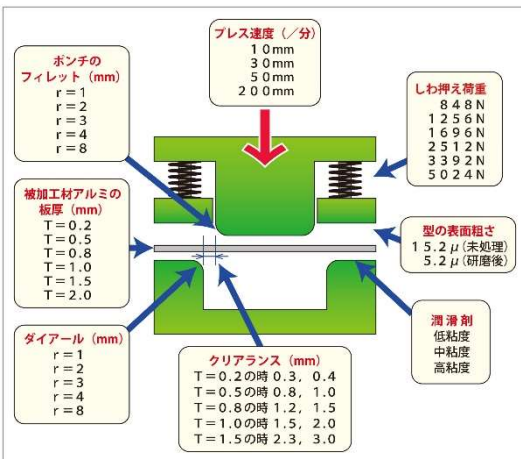 プレス速度（／分）
10mm
30mm
50mm
200mm
ポンチの
フィレット（mm）
r＝1
r＝2
r＝3
r＝4
r＝8
しわ押え荷重
848N
1256N
1696N
2512N
3392N
5024N
被加工材アルミの
板厚（mm）
T＝0.2
T＝0.5
T＝0.8
T＝1.0
T＝1.5
T＝2.0
型の表面粗さ
15.2μ（未処理）
5.2μ（研磨後）
ダイアール（mm）
r＝1
r＝2
r＝3
r＝4
r＝8
クリアランス（mm）
T＝0.2の時 0.3，0.4
T＝0.5の時 0.8，1.0
T＝0.8の時 1.2，1.5
T＝1.0の時 1.5，2.0
T＝1.5の時 2.3，3.0
潤滑剤
低粘度
中粘度
高粘度